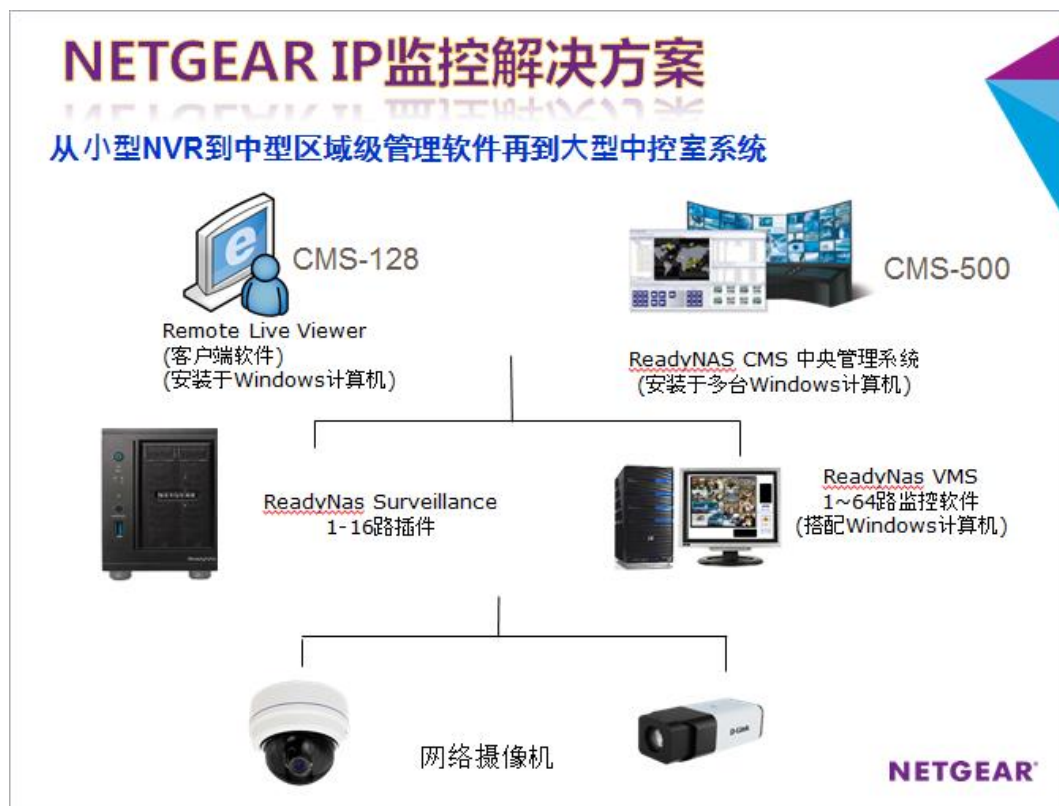 NETGEAR IP监控解决方案
从小型NVR到中型区域级管理软件再到大型中控室系统
CMS-128
Remote Live Viewer
(客户端软件)
(安装于Windows计算机)
CMS-500
ReadyNAS CMS 中央管理系统
(安装于多台Windows计算机)
NETGEAR
ReadyNas Surveillance
1-16路插件
ReadyNas VMS
1~64路监控软件
(搭配Windows计算机)
D-Link
网络摄像机
NETGEAR